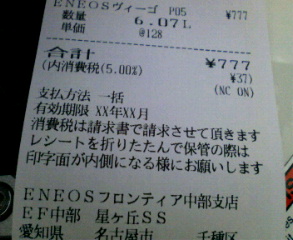 ENEOSヴィーゴ P05 ¥777
数量 6.07L
単価 @128
合計 ¥777
(内消費税(5.00%) ¥37)
(NC ON)
支払方法 一括
有効期限 XX年XX月
消費税は請求書で請求させて頂きます
レシートを折りたたんで保管の際は
印字面が内側になる様にお願いします
ENEOSフロンティア中部支店
EF中部 星ヶ丘SS
愛知県 名古屋市 千種区